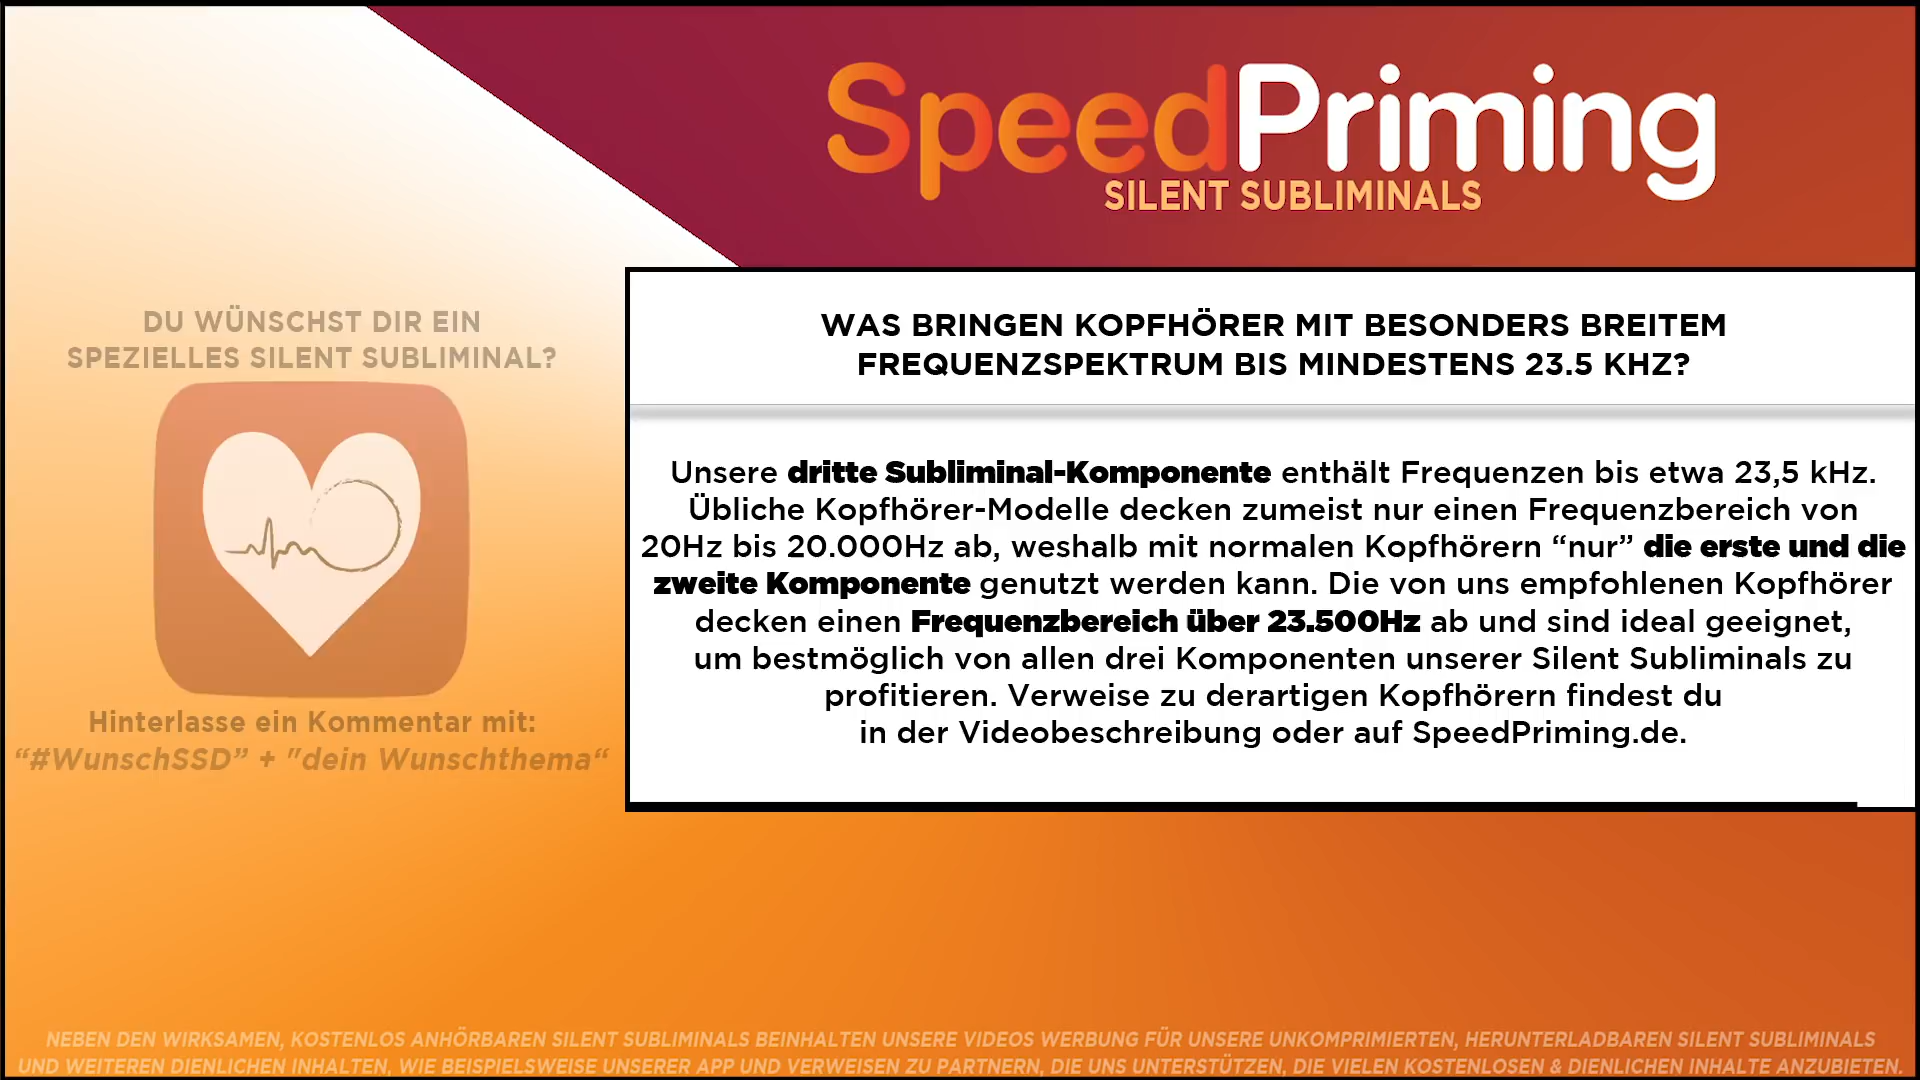 SpeedPriming
SILENT SUBLIMINALS
DU WÜNSCHST DIR EIN
SPEZIELLES SILENT SUBLIMINAL?
Hinterlasse ein Kommentar mit:
“#WunschSSD” + "dein Wunschthema“
WAS BRINGEN KOPFHÖRER MIT BESONDERS BREITEM
FREQUENZSPEKTRUM BIS MINDESTENS 23.5 KHZ?
Unsere dritte Subliminal-Komponente enthält Frequenzen bis etwa 23,5 kHz.
Übliche Kopfhörer-Modelle decken zumeist nur einen Frequenzbereich von
20Hz bis 20.000Hz ab, weshalb mit normalen Kopfhörern “nur” die erste und die
zweite Komponente genutzt werden kann. Die von uns empfohlenen Kopfhörer
decken einen Frequenzbereich über 23.500Hz ab und sind ideal geeignet,
um bestmöglich von allen drei Komponenten unserer Silent Subliminals zu
profitieren. Verweise zu derartigen Kopfhörern findest du
in der Videobeschreibung oder auf SpeedPriming.de.
NEBEN DEN WIRKSAMEN, KOSTENLOS ANHÖRBAREN SILENT SUBLIMINALS BEINHALTEN UNSERE VIDEOS WERBUNG FÜR UNSERE UNKOMPRIMIERTEN, HERUNTERLADBAREN SILENT SUBLIMINALS
UND WEITEREN DIENLICHEN INHALTEN, WIE BEISPIELSWEISE UNSERER APP UND VERWEISEN ZU PARTNERN, DIE UNS UNTERSTÜTZEN, DIE VIELEN KOSTENLOSEN & DIENLICHEN INHALTE ANZUBIETEN.